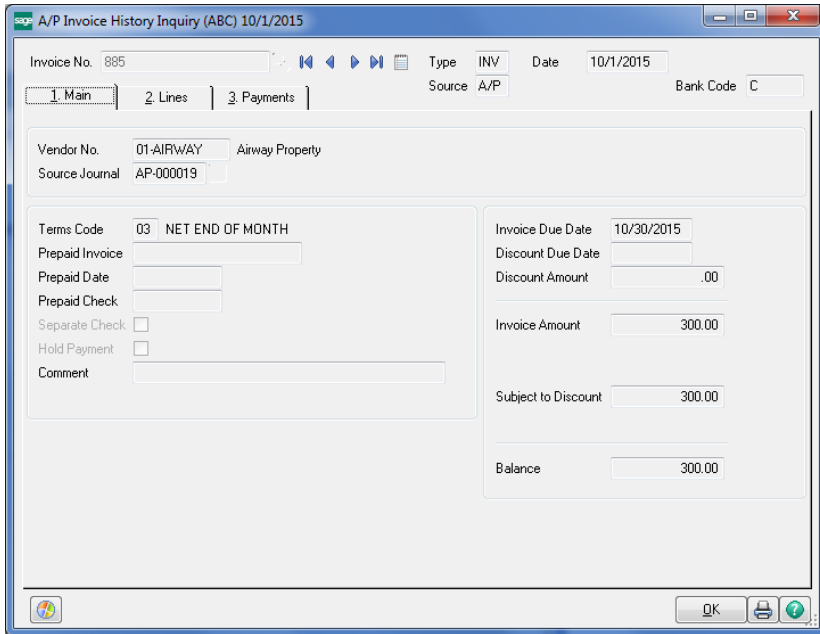 sage A/P Invoice History Inquiry (ABC) 10/1/2015
Invoice No. 885 Type INV Date 10/1/2015
Source A/P Bank Code C
1. Main 2. Lines 3. Payments
Vendor No. 01-AIRWAY Airway Property
Source Journal AP-000019
Terms Code 03 NET END OF MONTH
Prepaid Invoice
Prepaid Date
Prepaid Check
Separate Check
Hold Payment
Comment
Invoice Due Date 10/30/2015
Discount Due Date
Discount Amount .00
Invoice Amount 300.00
Subject to Discount 300.00
Balance 300.00
OK